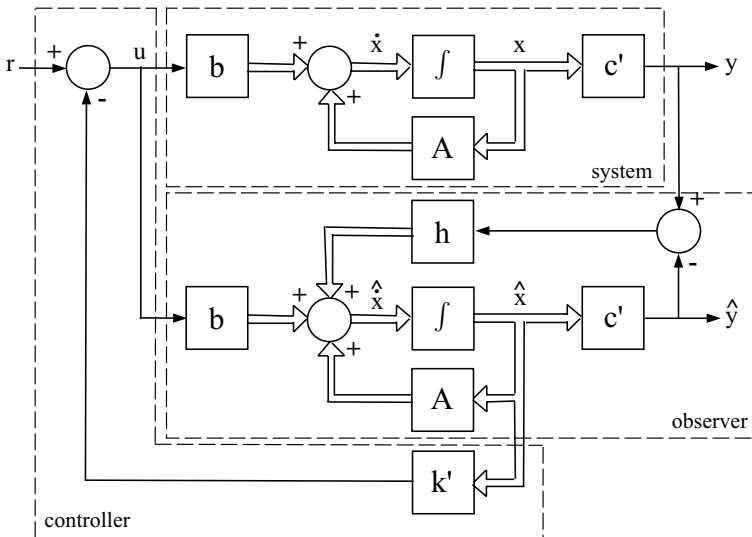 u
ẋ
x
r
+
+
b
∫
c'
y
-
+
A
system
+
h
-
+
+
x̂̇
x̂
b
∫
c'
ŷ
+
A
observer
k'
controller